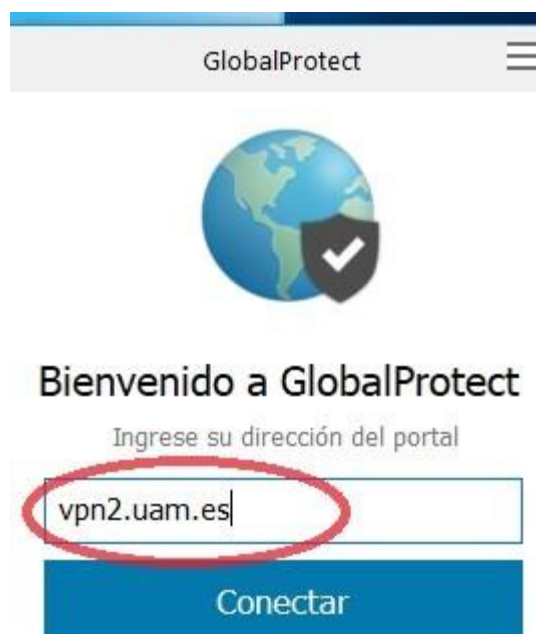 GlobalProtect
Bienvenido a GlobalProtect
Ingrese su dirección del portal
vpn2.uam.es
Conectar